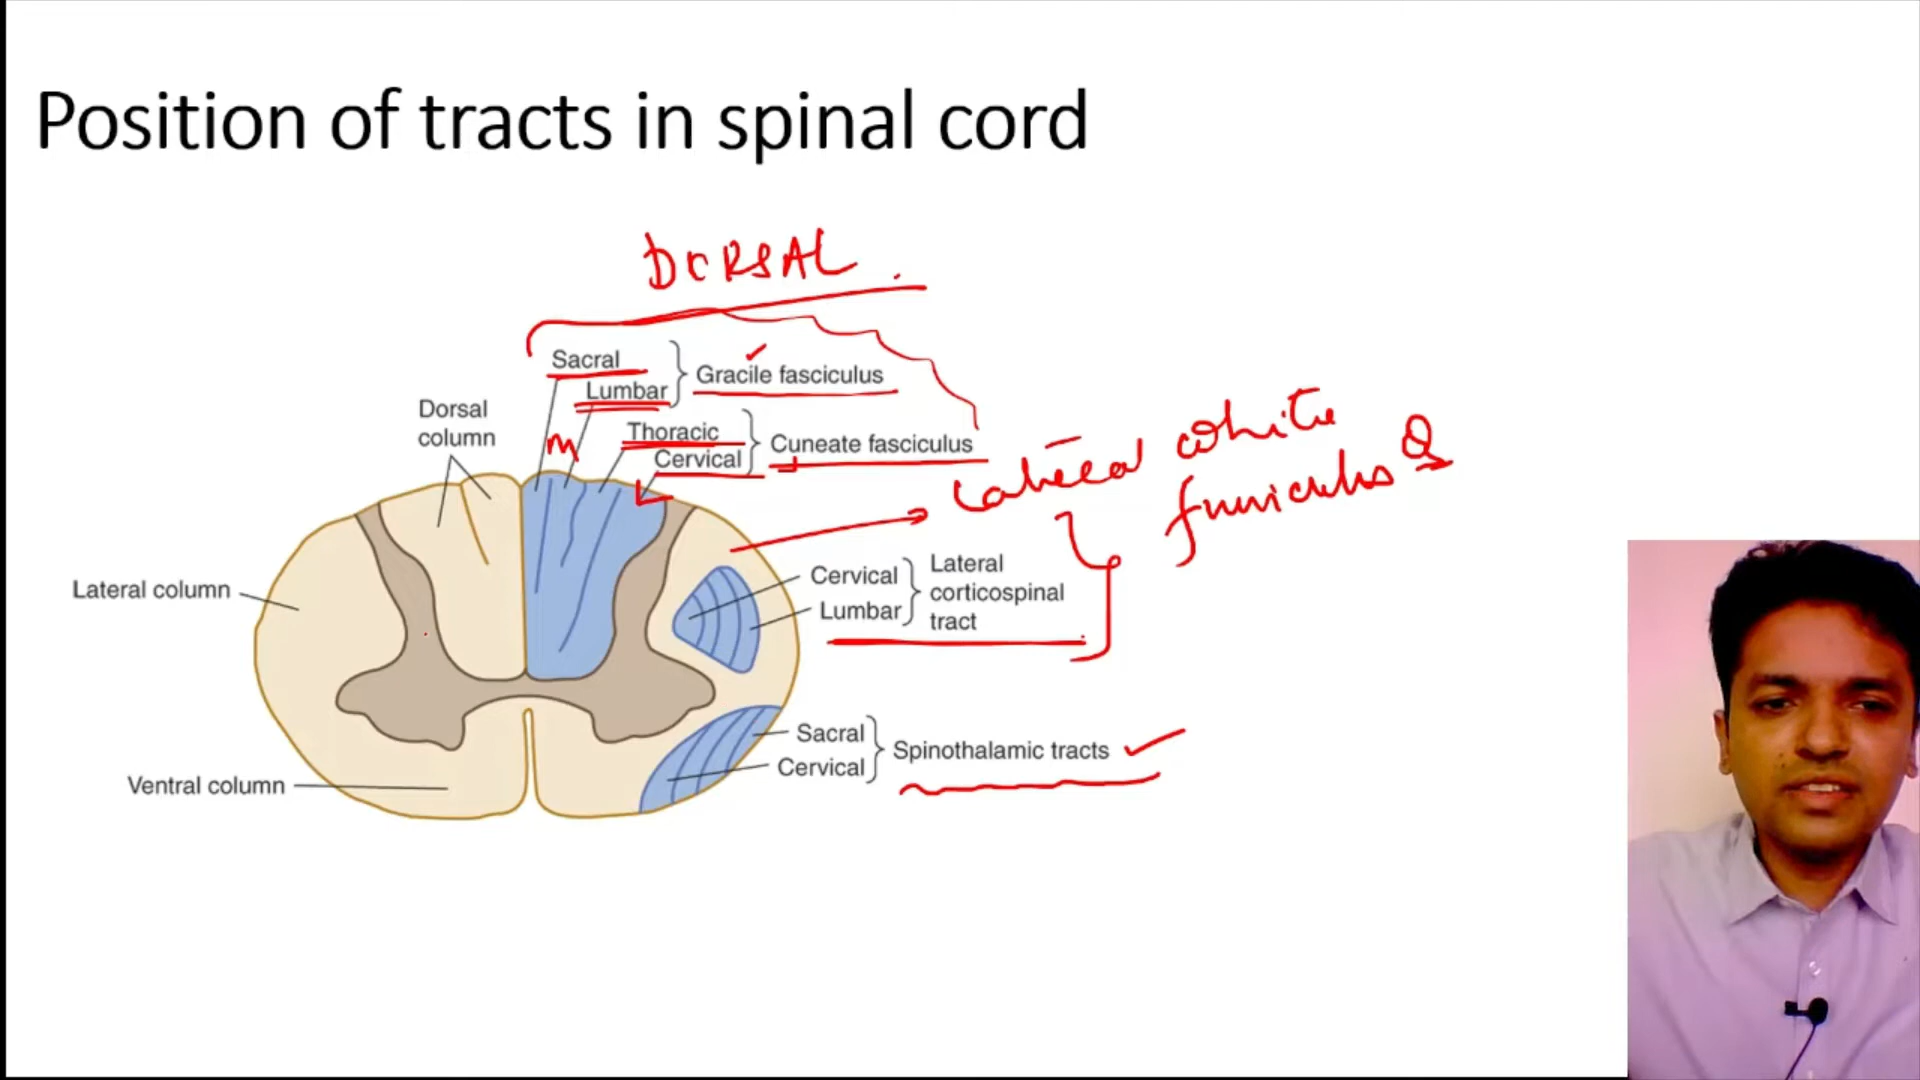 Position of tracts in spinal cord
DORSAL
Sacral
Lumbar
Gracile fasciculus
Dorsal
column
m
Thoracic
Cervical
Cuneate fasciculus
L
Lateral white
funiculus
Cervical
Lumbar
Lateral
corticospinal
tract
Lateral column
Sacral
Cervical
Spinothalamic tracts
Ventral column